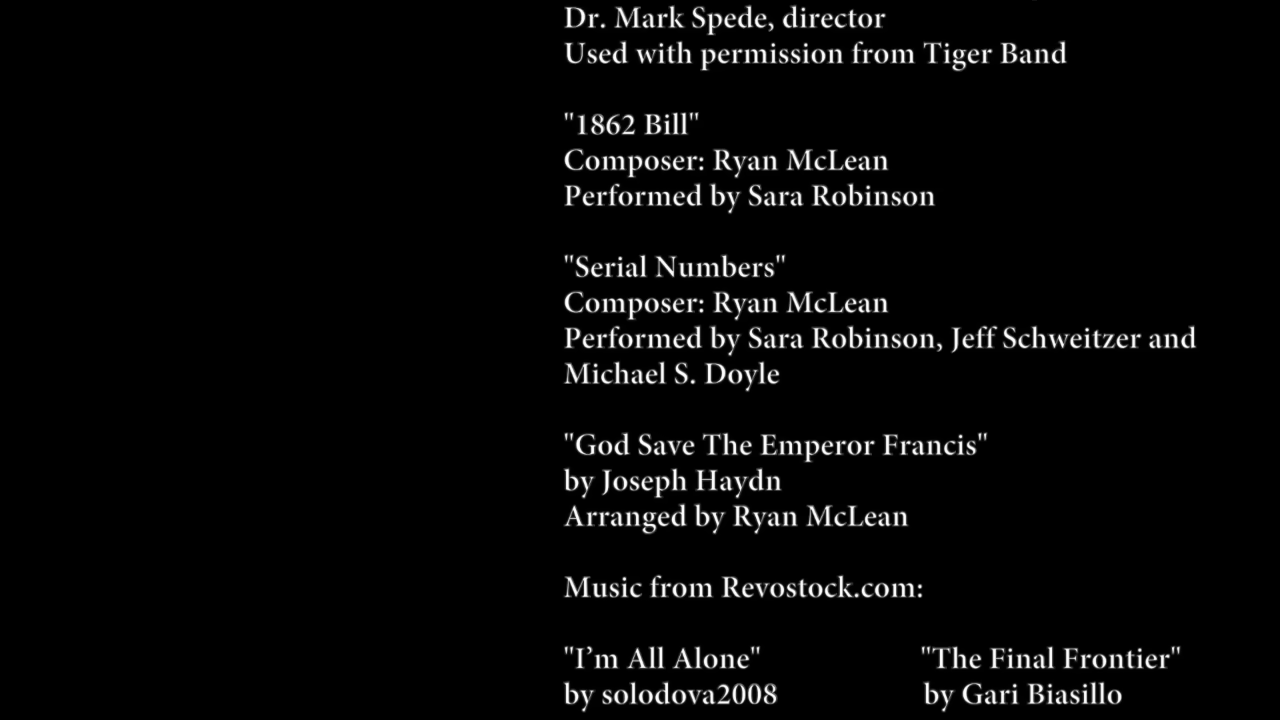 Dr. Mark Spede, director
Used with permission from Tiger Band
"1862 Bill"
Composer: Ryan McLean
Performed by Sara Robinson
"Serial Numbers"
Composer: Ryan McLean
Performed by Sara Robinson, Jeff Schweitzer and
Michael S. Doyle
"God Save The Emperor Francis"
by Joseph Haydn
Arranged by Ryan McLean
Music from Revostock.com:
"I’m All Alone" "The Final Frontier"
by solodova2008 by Gari Biasillo